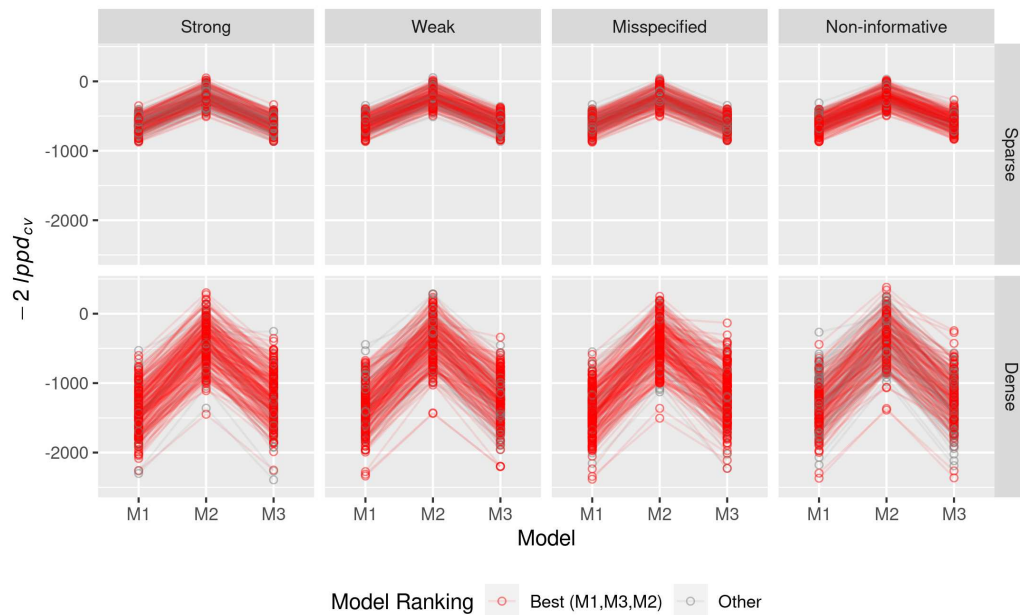 Strong Weak Misspecified Non-informative
0
-1000
-2000
Sparse
0
-1000
-2000
Dense
− 2 lppd_cv
M1 M2 M3 M1 M2 M3 M1 M2 M3 M1 M2 M3
Model
Model Ranking Best (M1,M3,M2) Other